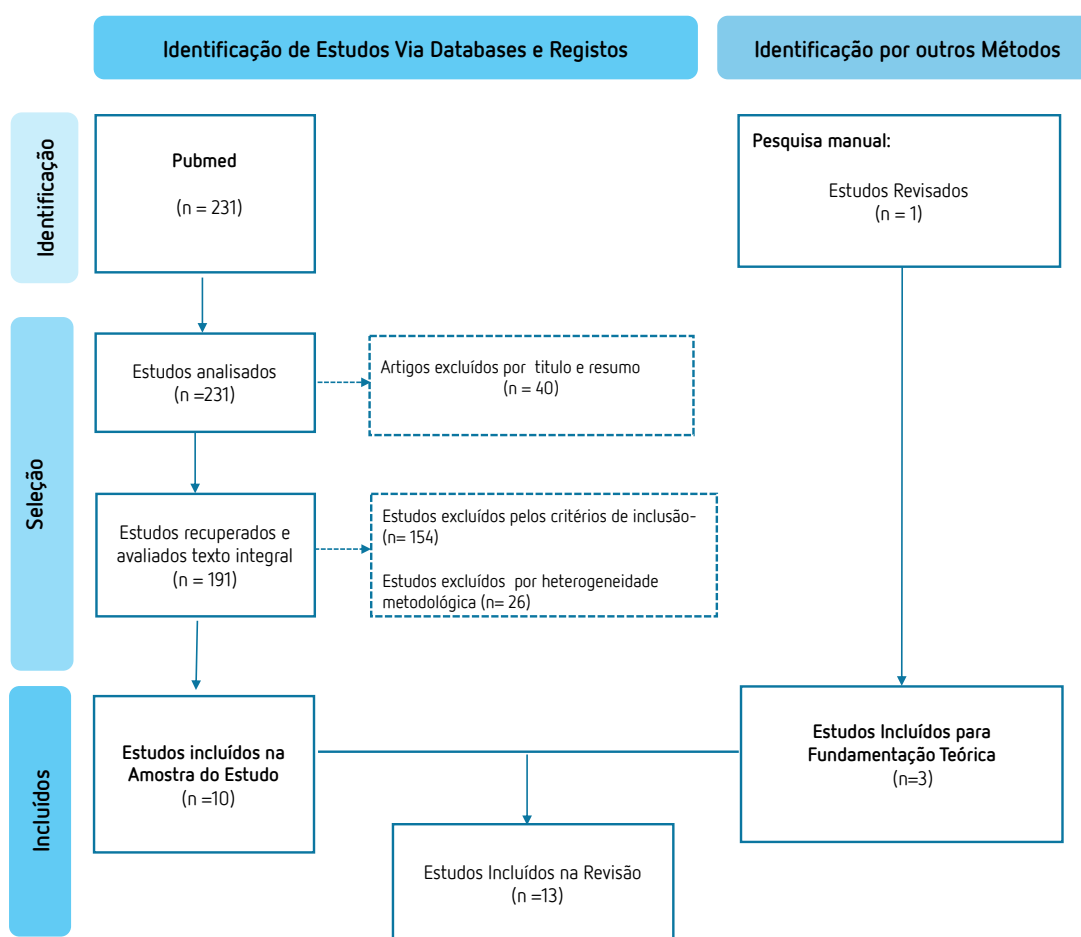 Identificação de Estudos Via Databases e Registos
Identificação por outros Métodos
Identificação
Pubmed
(n = 231)
Pesquisa manual:
Estudos Revisados
(n = 1)
Seleção
Estudos analisados
(n =231)
Artigos excluídos por titulo e resumo
(n = 40)
Estudos recuperados e
avaliados texto integral
(n = 191)
Estudos excluídos pelos critérios de inclusão-
(n= 154)
Estudos excluídos por heterogeneidade
metodológica (n= 26)
Incluídos
Estudos incluídos na
Amostra do Estudo
(n =10)
Estudos Incluídos para
Fundamentação Teórica
(n=3)
Estudos Incluídos na Revisão
(n =13)